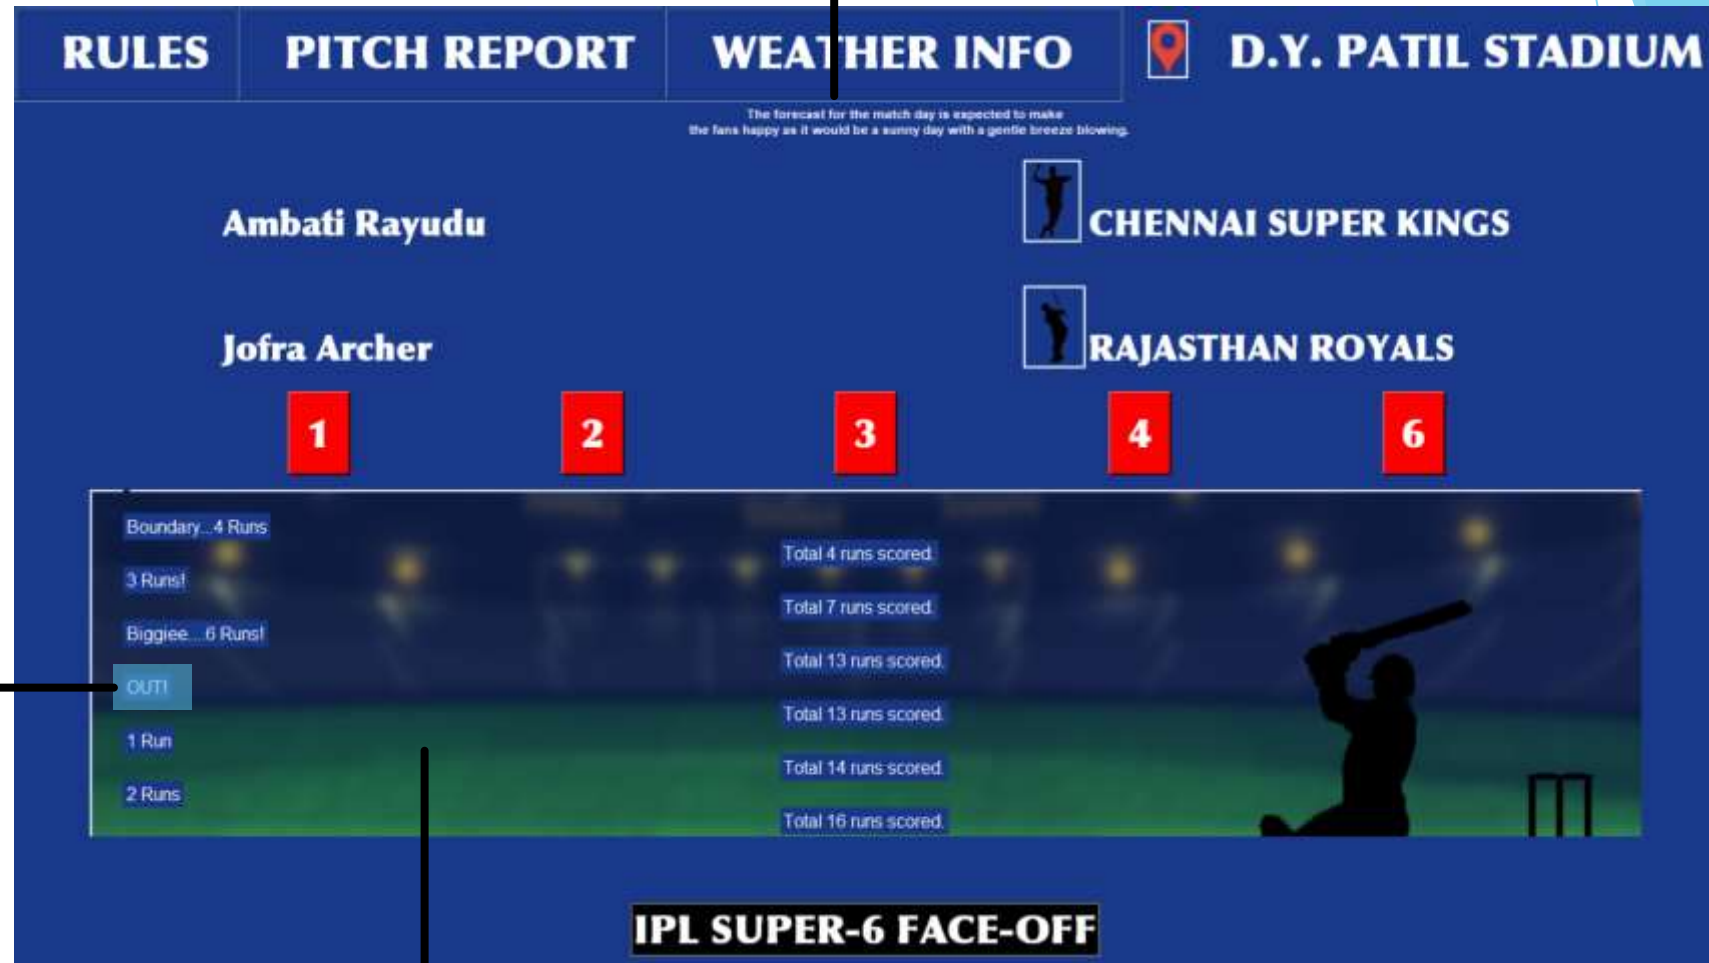 RULES PITCH REPORT WEATHER INFO D.Y. PATIL STADIUM
The forecast for the match day is expected to make
the fans happy as it would be a sunny day with a gentle breeze blowing.
Ambati Rayudu CHENNAI SUPER KINGS
Jofra Archer RAJASTHAN ROYALS
1 2 3 4 6
Boundary...4 Runs
Total 4 runs scored.
3 Runs!
Total 7 runs scored.
Biggiee....6 Runs!
Total 13 runs scored.
OUT!
Total 13 runs scored.
1 Run
Total 14 runs scored.
2 Runs
Total 16 runs scored.
IPL SUPER-6 FACE-OFF